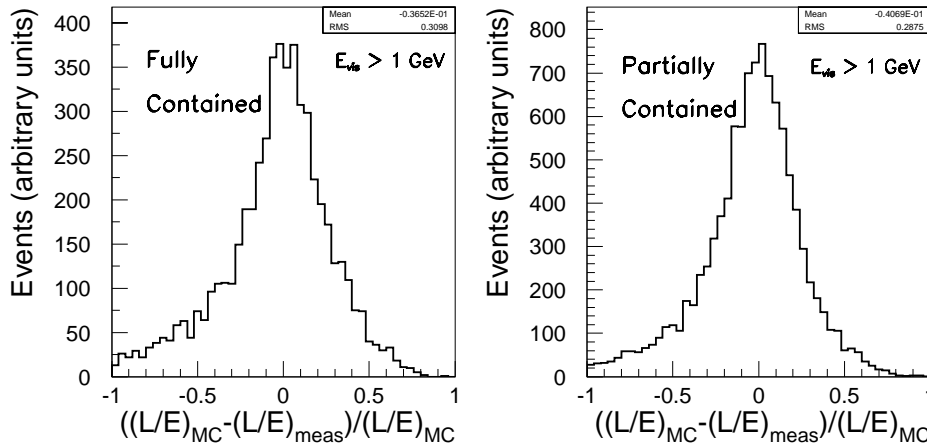 Mean -0.3652E-01
RMS 0.3098
Fully
Contained
E_vis > 1 GeV
Events (arbitrary units)
400
350
300
250
200
150
100
50
0
-1 -0.5 0 0.5 1
((L/E)_MC-(L/E)_meas)/(L/E)_MC
Mean -0.4069E-01
RMS 0.2875
Partially
Contained
E_vis > 1 GeV
Events (arbitrary units)
800
700
600
500
400
300
200
100
0
-1 -0.5 0 0.5 1
((L/E)_MC-(L/E)_meas)/(L/E)_MC